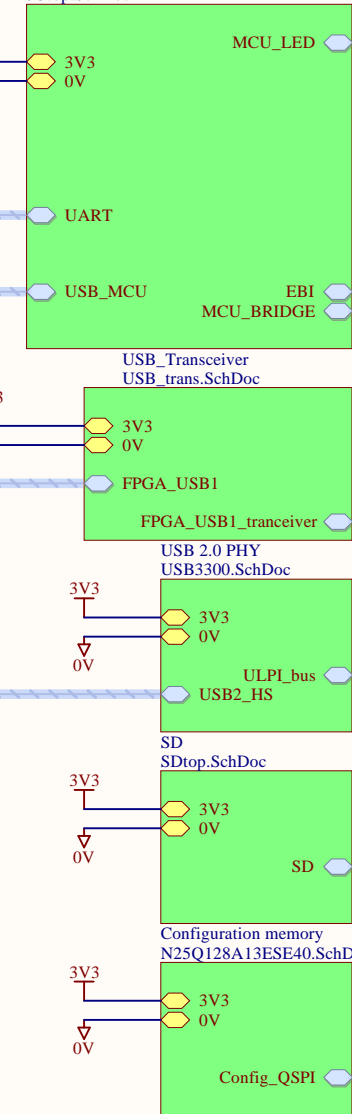 MCU_LED
3V3
0V
UART
USB_MCU
EBI
MCU_BRIDGE
USB_Transceiver
USB_trans.SchDoc
3V3
0V
FPGA_USB1
FPGA_USB1_tranceiver
USB 2.0 PHY
USB3300.SchDoc
3V3
3V3
0V
0V
ULPI_bus
USB2_HS
SD
SDtop.SchDoc
3V3
3V3
0V
0V
SD
Configuration memory
N25Q128A13ESE40.SchD
3V3
3V3
0V
0V
Config_QSPI